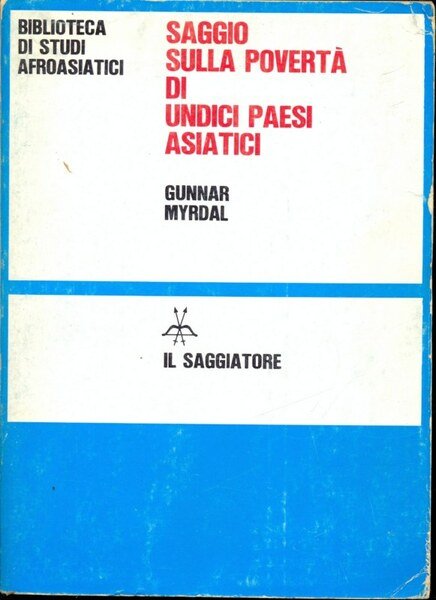 BIBLIOTECA
DI STUDI
AFROASIATICI
SAGGIO
SULLA POVERTÀ
DI
UNDICI PAESI
ASIATICI
GUNNAR
MYRDAL
IL SAGGIATORE